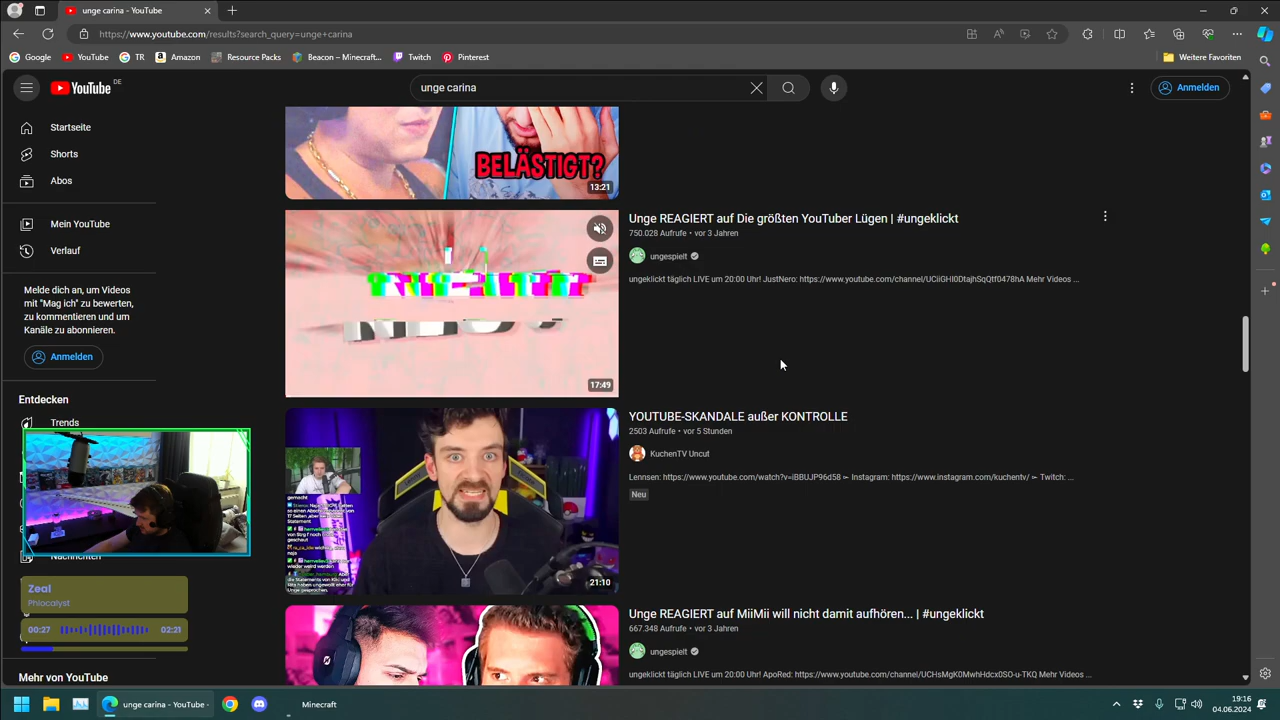 unge carina - YouTube
https://www.youtube.com/results?search_query=unge+carina
Google
YouTube
TR
Amazon
Resource Packs
Beacon – Minecraft...
Twitch
Pinterest
Weitere Favoriten
YouTube DE
unge carina
Anmelden
Startseite
Shorts
Abos
Mein YouTube
Verlauf
Melde dich an, um Videos
mit "Mag ich" zu bewerten,
zu kommentieren und um
Kanäle zu abonnieren.
Anmelden
Entdecken
Trends
Nachrichten
Zeal
Phlocalyst
00:27
02:21
Mehr von YouTube
BELÄSTIGT?
13:21
17:49
Unge REAGIERT auf Die größten YouTuber Lügen | #ungeklickt
750.028 Aufrufe • vor 3 Jahren
ungespielt
ungeklickt täglich LIVE um 20:00 Uhr! JustNero: https://www.youtube.com/channel/UCiiGHI0DtajhSqQtf0478hA Mehr Videos ...
21:10
YOUTUBE-SKANDALE außer KONTROLLE
2503 Aufrufe • vor 5 Stunden
KuchenTV Uncut
Lennsen: https://www.youtube.com/watch?v=iBBUJP96d58 ➢ Instagram: https://www.instagram.com/kuchentv/ ➢ Twitch: ...
Neu
Unge REAGIERT auf MiiMii will nicht damit aufhören... | #ungeklickt
667.348 Aufrufe • vor 3 Jahren
ungespielt
ungeklickt täglich LIVE um 20:00 Uhr! ApoRed: https://www.youtube.com/channel/UCHsMgK0MwhHdcx0SO-u-TKQ Mehr Videos ...
unge carina - YouTube -
Minecraft
19:16
04.06.2024